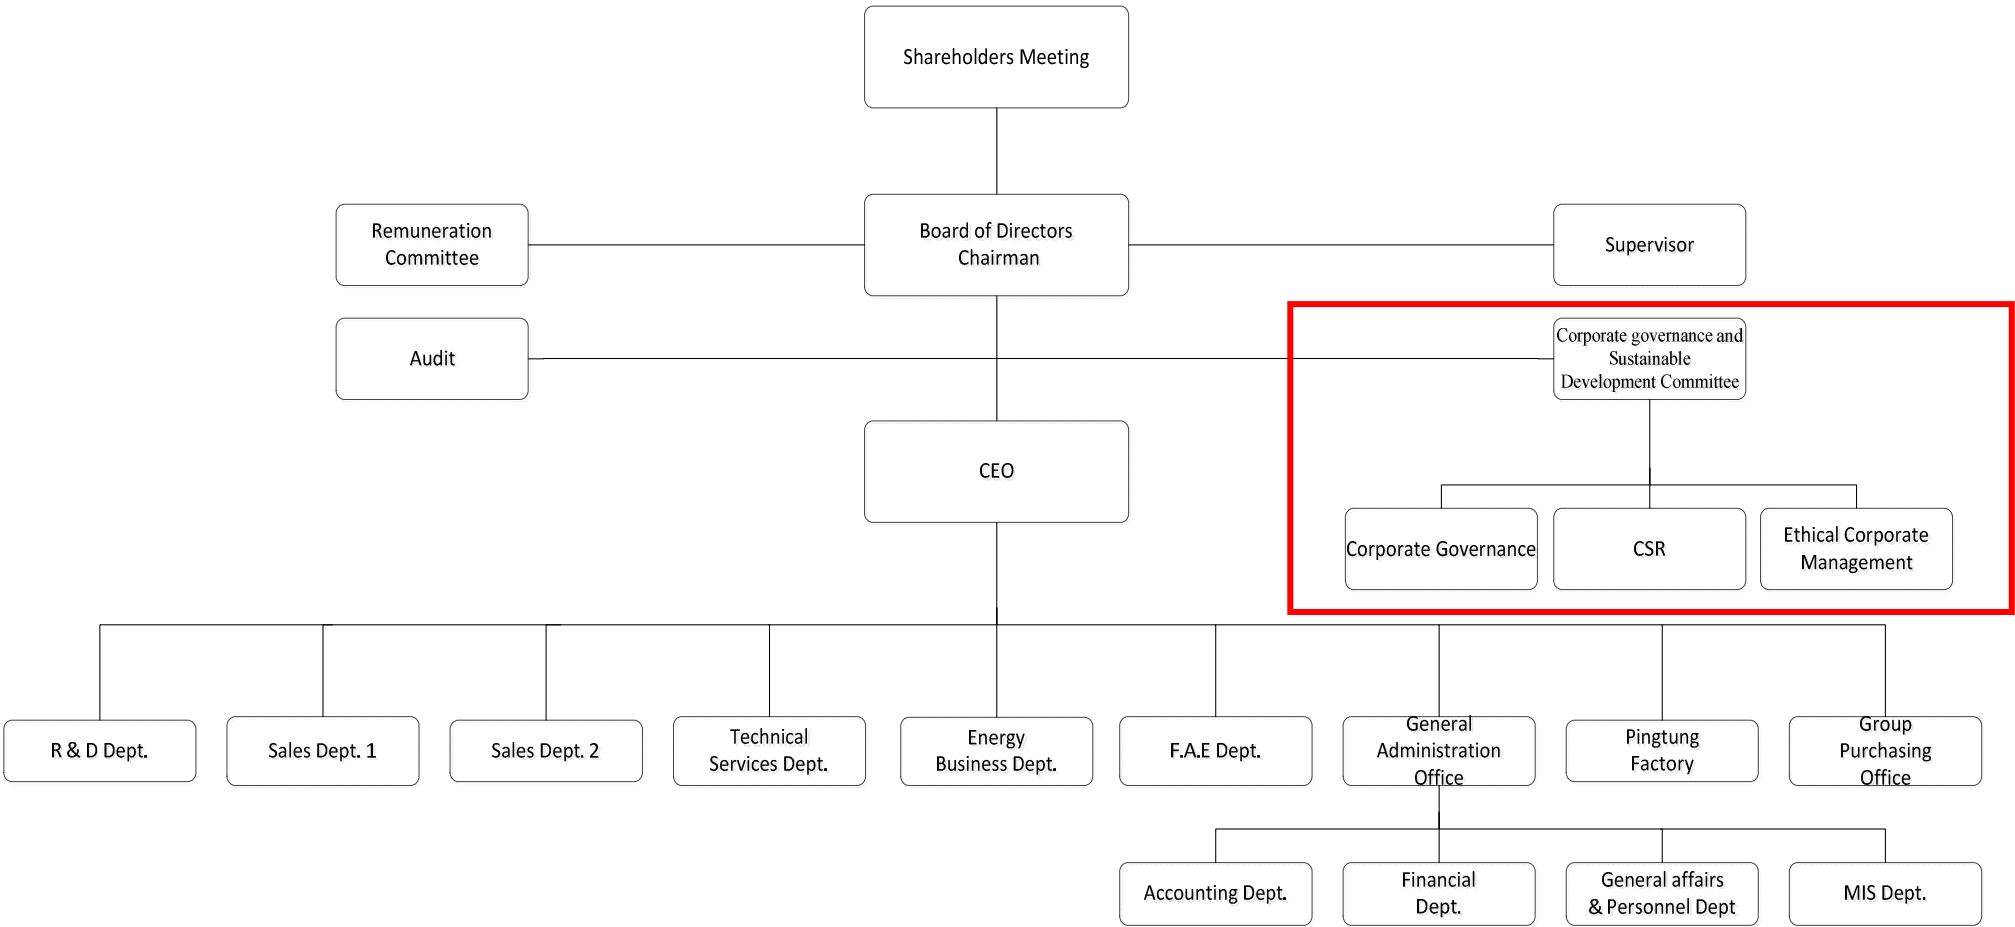 Shareholders Meeting
Remuneration
Committee
Board of Directors
Chairman
Supervisor
Audit
Corporate governance and
Sustainable
Development Committee
CEO
Corporate Governance
CSR
Ethical Corporate
Management
R & D Dept.
Sales Dept. 1
Sales Dept. 2
Technical
Services Dept.
Energy
Business Dept.
F.A.E Dept.
General
Administration
Office
Pingtung
Factory
Group
Purchasing
Office
Accounting Dept.
Financial
Dept.
General affairs
& Personnel Dept
MIS Dept.